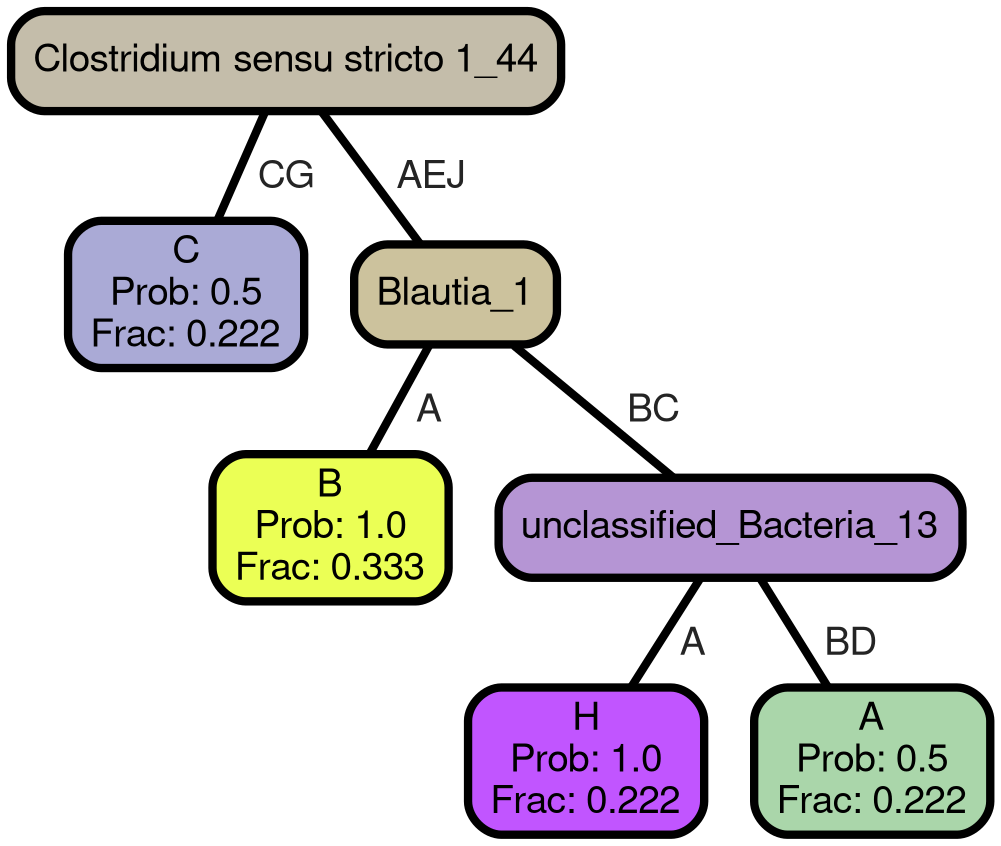 Clostridium sensu stricto 1_44
CG
AEJ
C
Prob: 0.5
Frac: 0.222
Blautia_1
A
BC
B
Prob: 1.0
Frac: 0.333
unclassified_Bacteria_13
A
BD
H
Prob: 1.0
Frac: 0.222
A
Prob: 0.5
Frac: 0.222